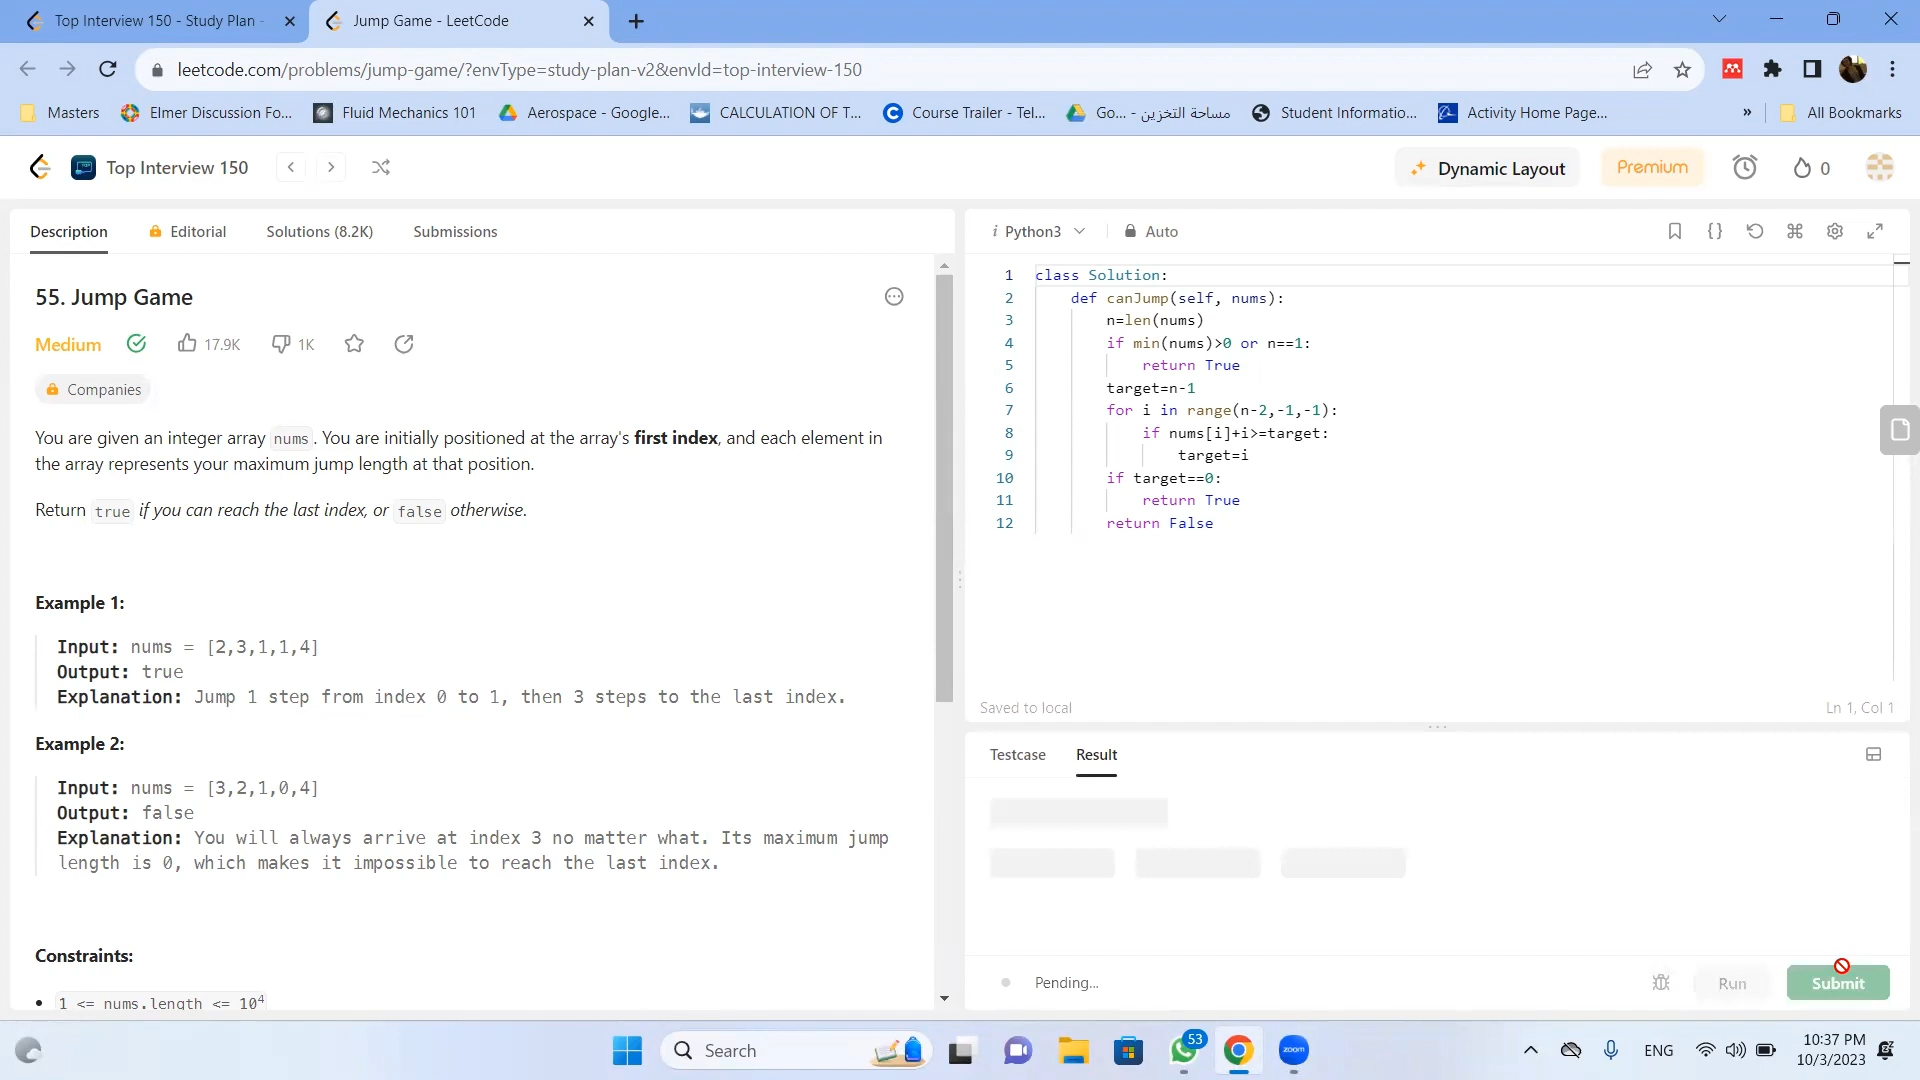 Top Interview 150 - Study Plan -
Jump Game - LeetCode
leetcode.com/problems/jump-game/?envType=study-plan-v2&envId=top-interview-150
Masters
Elmer Discussion Fo...
Fluid Mechanics 101
Aerospace - Google...
CALCULATION OF T...
Course Trailer - Tel...
Go... - مساحة التخزين
Student Informatio...
Activity Home Page...
»
All Bookmarks
Top Interview 150
Dynamic Layout
Premium
0
Description
Editorial
Solutions (8.2K)
Submissions
55. Jump Game
Medium
17.9K
1K
Companies
You are given an integer array nums. You are initially positioned at the array's first index, and each element in
the array represents your maximum jump length at that position.
Return true if you can reach the last index, or false otherwise.
Example 1:
Input: nums = [2,3,1,1,4]
Output: true
Explanation: Jump 1 step from index 0 to 1, then 3 steps to the last index.
Example 2:
Input: nums = [3,2,1,0,4]
Output: false
Explanation: You will always arrive at index 3 no matter what. Its maximum jump
length is 0, which makes it impossible to reach the last index.
Constraints:
• 1 <= nums.length <= 10⁴
i Python3
Auto
1 class Solution:
2 def canJump(self, nums):
3 n=len(nums)
4 if min(nums)>0 or n==1:
5 return True
6 target=n-1
7 for i in range(n-2,-1,-1):
8 if nums[i]+i>=target:
9 target=i
10 if target==0:
11 return True
12 return False
Saved to local
Ln 1, Col 1
Testcase
Result
Pending...
Run
Submit
Search
53
zoom
ENG
10:37 PM
10/3/2023